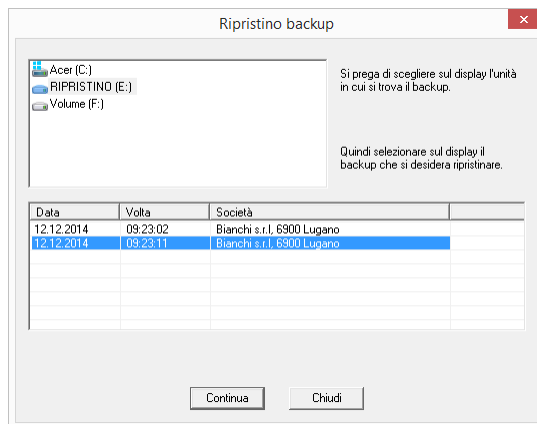 Ripristino backup
Acer (C:)
RIPRISTINO (E:)
Volume (F:)
Si prega di scegliere sul display l'unità
in cui si trova il backup.
Quindi selezionare sul display il
backup che si desidera ripristinare.
Data Volta Società
12.12.2014 09:23:02 Bianchi s.r.l, 6900 Lugano
12.12.2014 09:23:11 Bianchi s.r.l, 6900 Lugano
Continua Chiudi